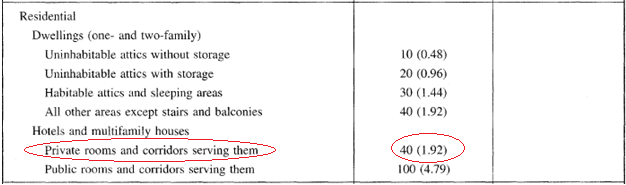 Residential
Dwellings (one- and two-family)
Uninhabitable attics without storage 10 (0.48)
Uninhabitable attics with storage 20 (0.96)
Habitable attics and sleeping areas 30 (1.44)
All other areas except stairs and balconies 40 (1.92)
Hotels and multifamily houses
Private rooms and corridors serving them 40 (1.92)
Public rooms and corridors serving them 100 (4.79)